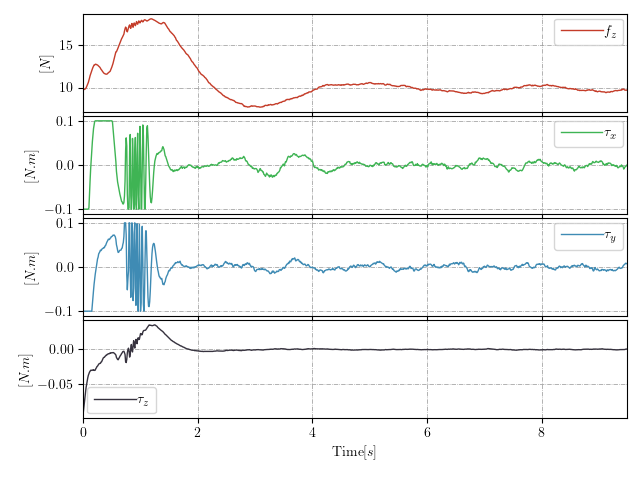 [N]
15
10
f_z
[N.m]
0.1
0.0
−0.1
τ_x
[N.m]
0.1
0.0
−0.1
τ_y
[N.m]
0.00
−0.05
τ_z
0 2 4 6 8
Time[s]